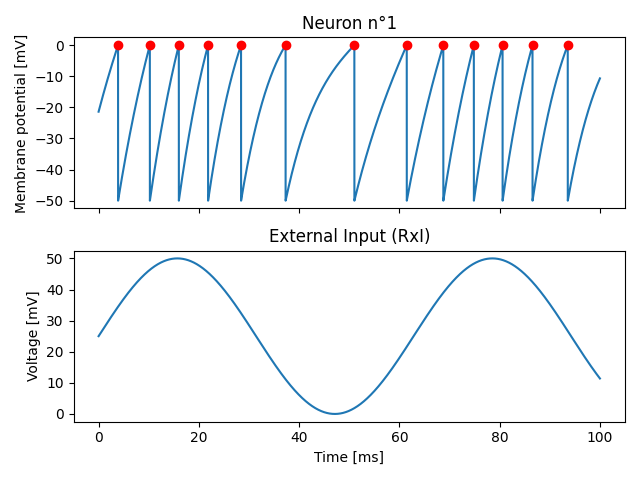 Neuron n°1
Membrane potential [mV]
0
−10
−20
−30
−40
−50
External Input (RxI)
Voltage [mV]
50
40
30
20
10
0
0 20 40 60 80 100
Time [ms]